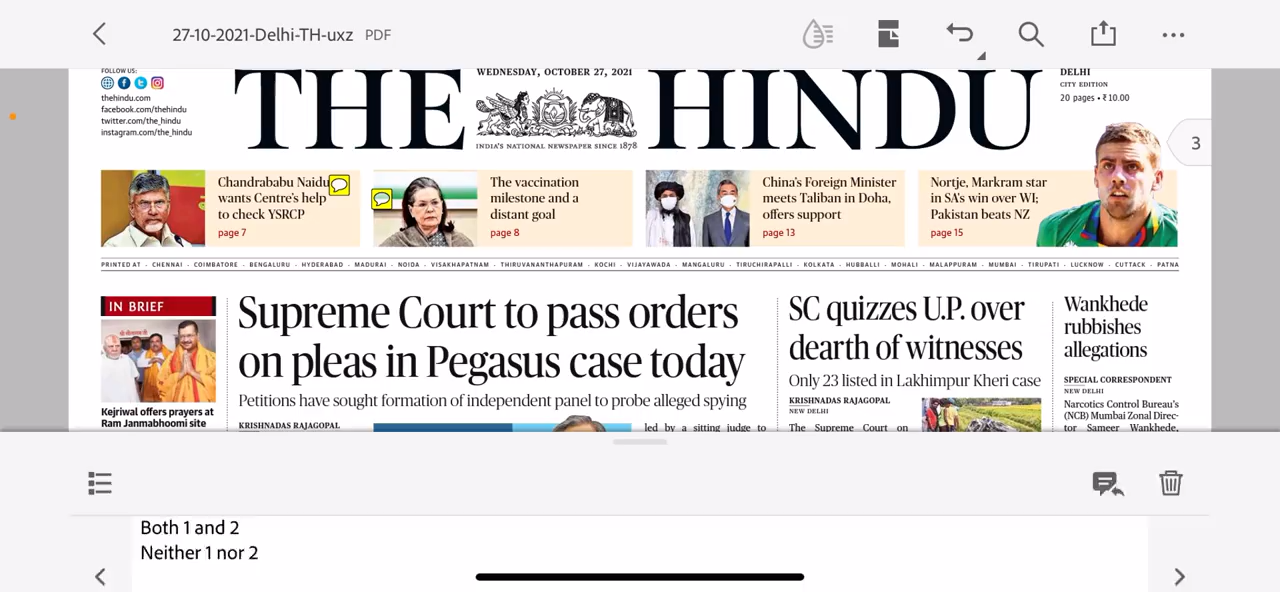 27-10-2021-Delhi-TH-uxz PDF
FOLLOW US:
thehindu.com
facebook.com/thehindu
twitter.com/the_hindu
instagram.com/the_hindu
THE HINDU
WEDNESDAY, OCTOBER 27, 2021
INDIA'S NATIONAL NEWSPAPER SINCE 1878
DELHI
CITY EDITION
20 pages • ₹10.00
3
Chandrababu Naidu
wants Centre's help
to check YSRCP
page 7
The vaccination
milestone and a
distant goal
page 8
China's Foreign Minister
meets Taliban in Doha,
offers support
page 13
Nortje, Markram star
in SA's win over WI;
Pakistan beats NZ
page 15
PRINTED AT · CHENNAI · COIMBATORE · BENGALURU · HYDERABAD · MADURAI · NOIDA · VISAKHAPATNAM · THIRUVANANTHAPURAM · KOCHI · VIJAYAWADA · MANGALURU · TIRUCHIRAPALLI · KOLKATA · HUBBALLI · MOHALI · MALAPPURAM · MUMBAI · TIRUPATI · LUCKNOW · CUTTACK · PATNA
IN BRIEF
Kejriwal offers prayers at
Ram Janmabhoomi site
Supreme Court to pass orders
on pleas in Pegasus case today
Petitions have sought formation of independent panel to probe alleged spying
KRISHNADAS RAJAGOPAL
led by a sitting judge to
SC quizzes U.P. over
dearth of witnesses
Only 23 listed in Lakhimpur Kheri case
KRISHNADAS RAJAGOPAL
NEW DELHI
The Supreme Court on
Wankhede
rubbishes
allegations
SPECIAL CORRESPONDENT
NEW DELHI
Narcotics Control Bureau's
(NCB) Mumbai Zonal Direc-
tor Sameer Wankhede,
Both 1 and 2
Neither 1 nor 2